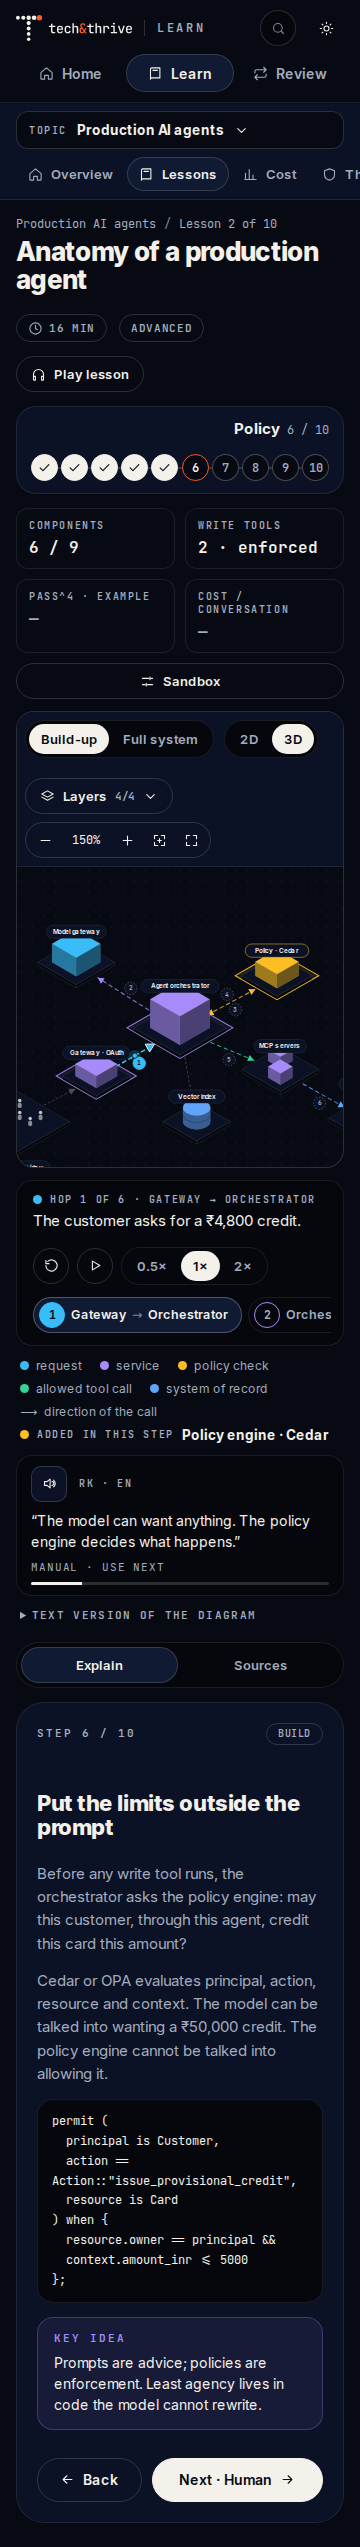 tech&thrive LEARN
Home Learn Review
TOPIC Production AI agents
Overview Lessons Cost Th
Production AI agents / Lesson 2 of 10
Anatomy of a production
agent
16 MIN ADVANCED
Play lesson
Policy 6 / 10
6 7 8 9 10
COMPONENTS
6 / 9
2 WRITE TOOLS
2 · enforced
PASS^4 · EXAMPLE
—
COST /
CONVERSATION
—
Sandbox
Build-up Full system 2D 3D
Layers 4/4
150%
Model gateway
Policy · Cedar
Agent orchestrator
2
4
3
Gateway · OAuth
1
MCP servers
5
Vector index
6
HOP 1 OF 6 · GATEWAY → ORCHESTRATOR
The customer asks for a ₹4,800 credit.
0.5× 1× 2×
1 Gateway → Orchestrator 2 Orches
request service policy check
allowed tool call system of record
→ direction of the call
ADDED IN THIS STEP Policy engine · Cedar
RK · EN
“The model can want anything. The policy
engine decides what happens.”
MANUAL · USE NEXT
TEXT VERSION OF THE DIAGRAM
Explain Sources
STEP 6 / 10 BUILD
Put the limits outside the
prompt
Before any write tool runs, the
orchestrator asks the policy engine: may
this customer, through this agent, credit
this card this amount?
Cedar or OPA evaluates principal, action,
resource and context. The model can be
talked into wanting a ₹50,000 credit. The
policy engine cannot be talked into
allowing it.
permit (
principal is Customer,
action ==
Action::"issue_provisional_credit",
resource is Card
) when {
resource.owner == principal &&
context.amount_inr <= 5000
};
KEY IDEA
Prompts are advice; policies are
enforcement. Least agency lives in
code the model cannot rewrite.
← Back Next · Human →